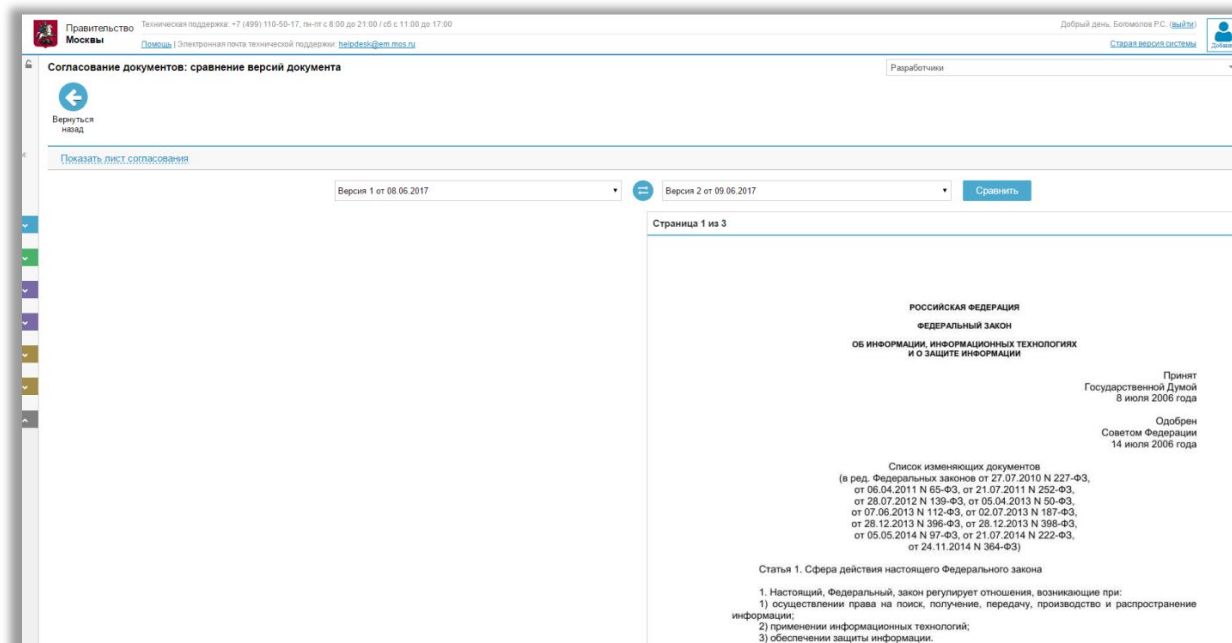 Правительство
Москвы
Техническая поддержка: +7 (499) 110-50-17, пн-пт с 8:00 до 21:00 / сб с 11:00 до 17:00
Помощь | Электронная почта технической поддержки: helpdesk@em.mos.ru
Добрый день, Богомолов Р.С. (выйти)
Старая версия системы
Согласование документов: сравнение версий документа
Разработчики
Вернуться
назад
Показать лист согласования
Версия 1 от 08.06.2017
Версия 2 от 09.06.2017
Сравнить
Страница 1 из 3
РОССИЙСКАЯ ФЕДЕРАЦИЯ
ФЕДЕРАЛЬНЫЙ ЗАКОН
ОБ ИНФОРМАЦИИ, ИНФОРМАЦИОННЫХ ТЕХНОЛОГИЯХ
И О ЗАЩИТЕ ИНФОРМАЦИИ
Принят
Государственной Думой
8 июля 2006 года
Одобрен
Советом Федерации
14 июля 2006 года
Список изменяющих документов
(в ред. Федеральных законов от 27.07.2010 N 227-ФЗ,
от 06.04.2011 N 65-ФЗ, от 21.07.2011 N 252-ФЗ,
от 28.07.2012 N 139-ФЗ, от 05.04.2013 N 50-ФЗ,
от 07.06.2013 N 112-ФЗ, от 02.07.2013 N 187-ФЗ,
от 28.12.2013 N 396-ФЗ, от 28.12.2013 N 398-ФЗ,
от 05.05.2014 N 97-ФЗ, от 21.07.2014 N 222-ФЗ,
от 24.11.2014 N 364-ФЗ)
Статья 1. Сфера действия настоящего Федерального закона
1. Настоящий, Федеральный, закон регулирует отношения, возникающие при:
1) осуществлении права на поиск, получение, передачу, производство и распространение
информации;
2) применении информационных технологий;
3) обеспечении защиты информации.